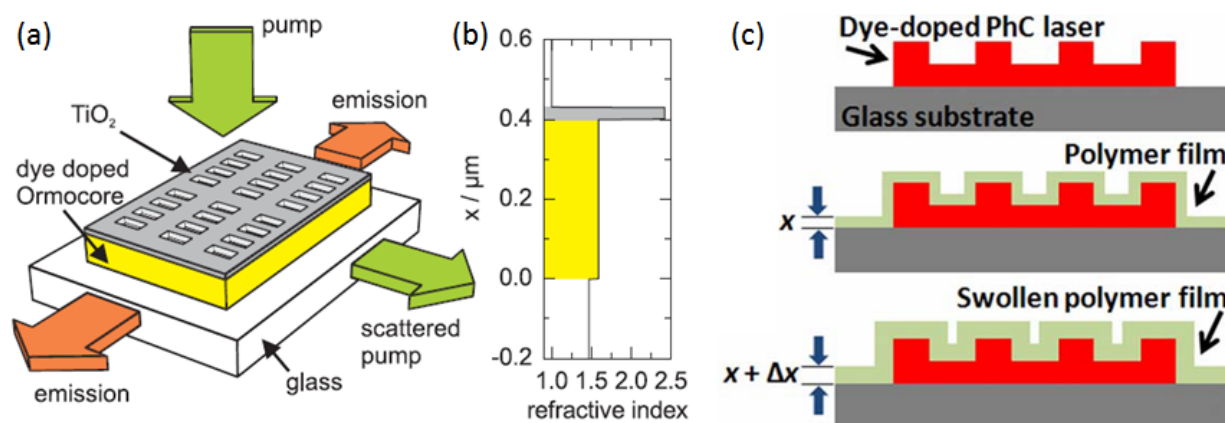 (a)
pump
emission
TiO₂
dye doped
Ormocore
scattered
pump
emission
glass
(b)
0.6
0.4
0.2
0.0
-0.2
x / μm
1.0 1.5 2.0 2.5
refractive index
(c)
Dye-doped PhC laser
Glass substrate
Polymer film
x
Swollen polymer film
x + Δx